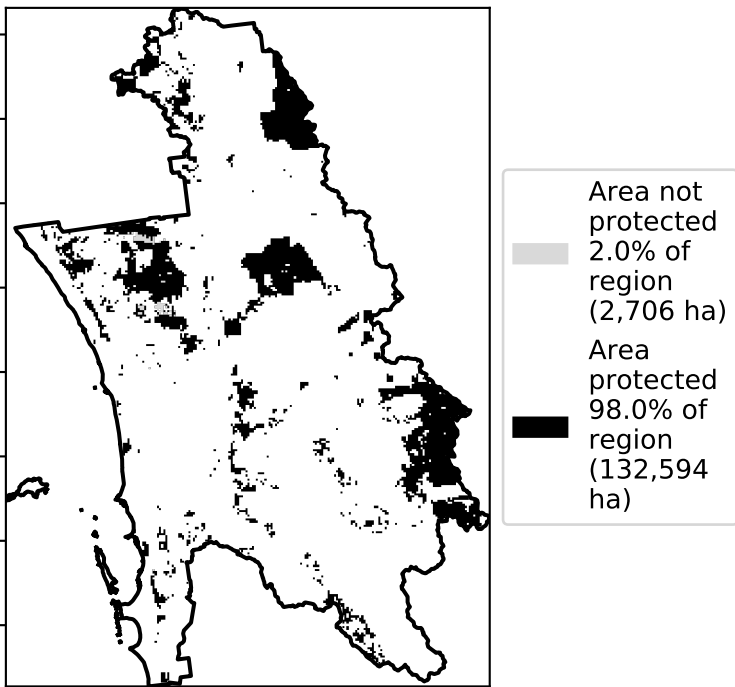 Area not
protected
2.0% of
region
(2,706 ha)
Area
protected
98.0% of
region
(132,594
ha)